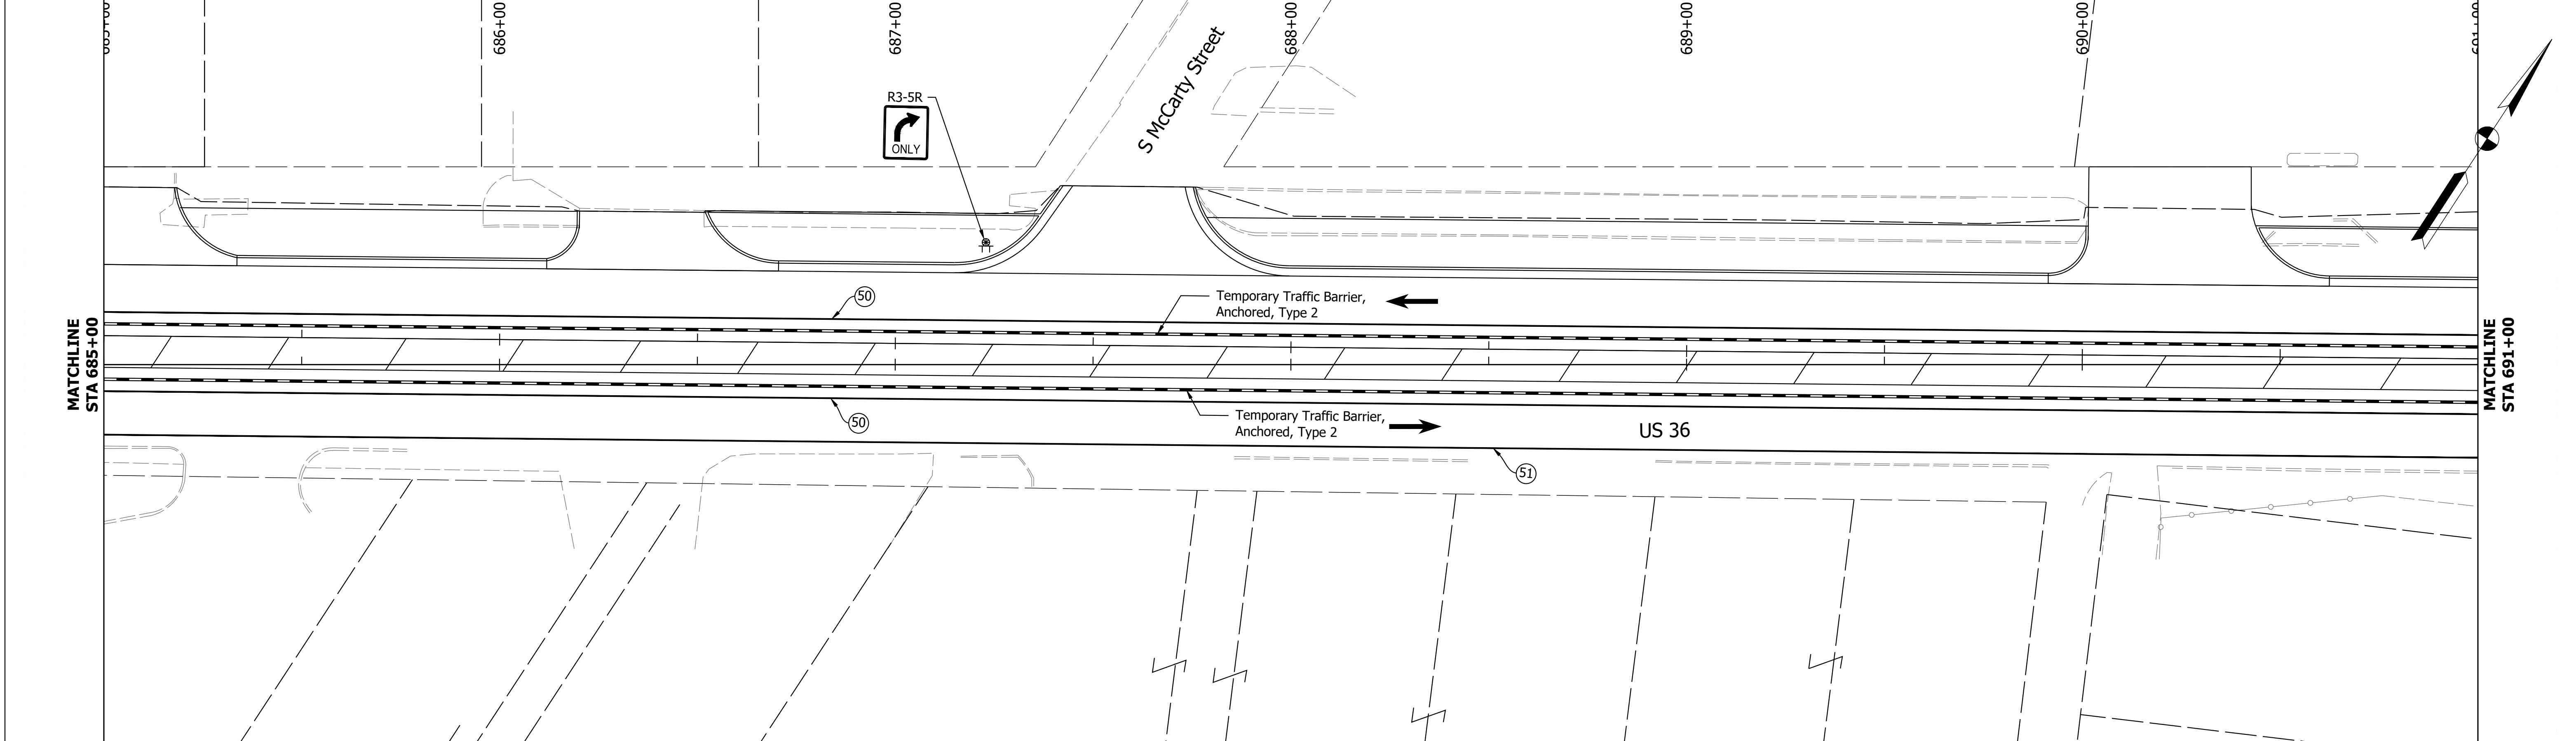 686+00
687+00
688+00
689+00
690+00
S McCarty Street
R3-5R
ONLY
50
Temporary Traffic Barrier,
Anchored, Type 2
MATCHLINE
STA 685+00
MATCHLINE
STA 691+00
50
Temporary Traffic Barrier,
Anchored, Type 2
US 36
51